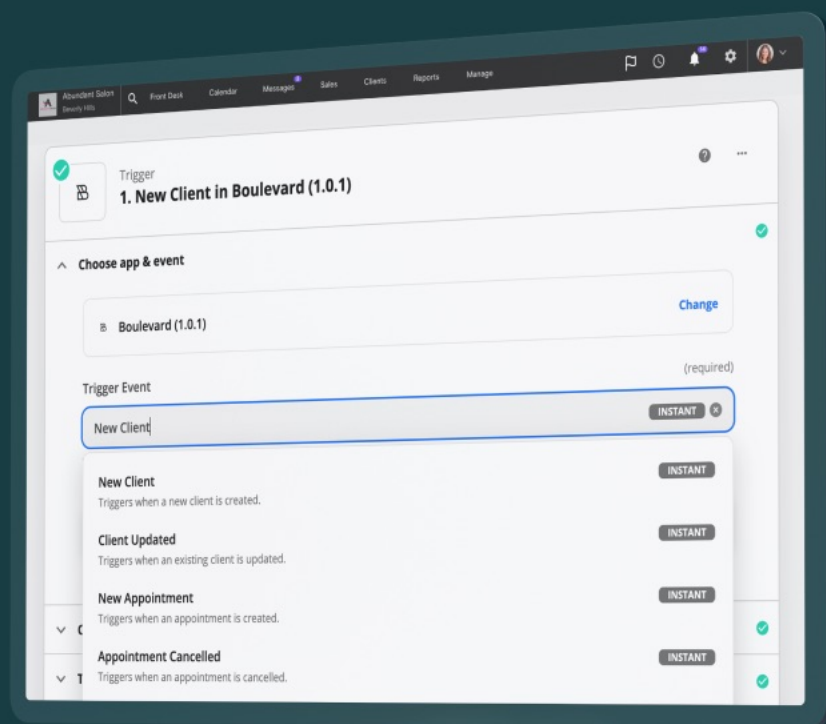 Abundant Salon
Beverly Hills
Front Desk
Calendar
Messages
Sales
Clients
Reports
Manage
Trigger
1. New Client in Boulevard (1.0.1)
Choose app & event
Boulevard (1.0.1)
Change
Trigger Event
(required)
New Client
INSTANT
New Client
INSTANT
Triggers when a new client is created.
Client Updated
INSTANT
Triggers when an existing client is updated.
New Appointment
INSTANT
Triggers when an appointment is created.
Appointment Cancelled
INSTANT
Triggers when an appointment is cancelled.